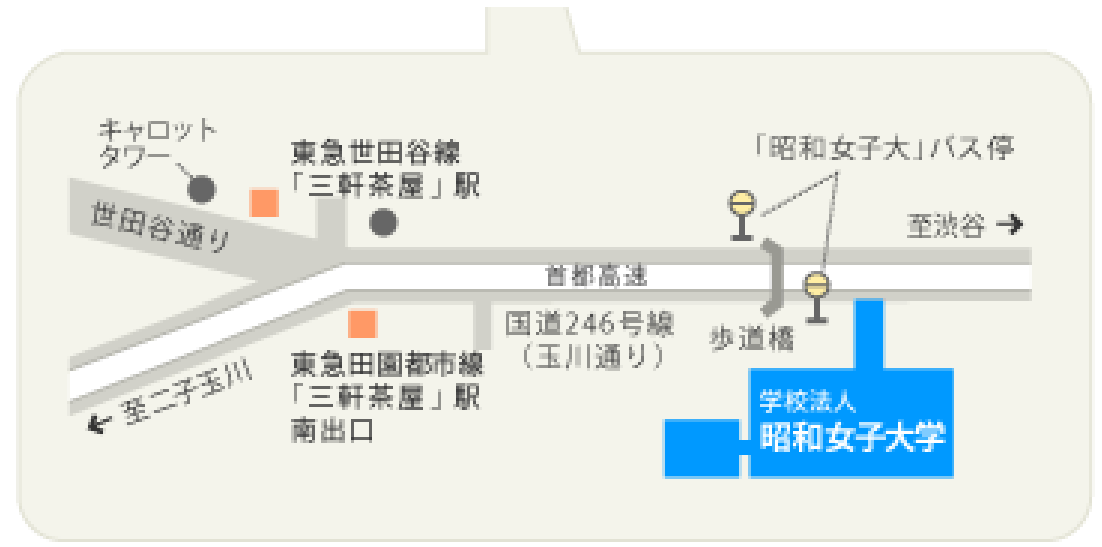 キャロット
タワー
東急世田谷線
「三軒茶屋」駅
「昭和女子大」バス停
世田谷通り
至渋谷 →
首都高速
国道246号線
（玉川通り）
歩道橋
← 至二子玉川
東急田園都市線
「三軒茶屋」駅
南出口
学校法人
昭和女子大学